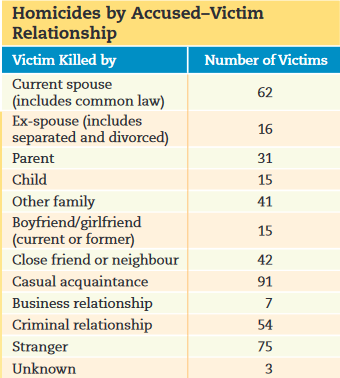 Homicides by Accused–Victim
Relationship
Victim Killed by Number of Victims
Current spouse
(includes common law) 62
Ex-spouse (includes
separated and divorced) 16
Parent 31
Child 15
Other family 41
Boyfriend/girlfriend
(current or former) 15
Close friend or neighbour 42
Casual acquaintance 91
Business relationship 7
Criminal relationship 54
Stranger 75
Unknown 3